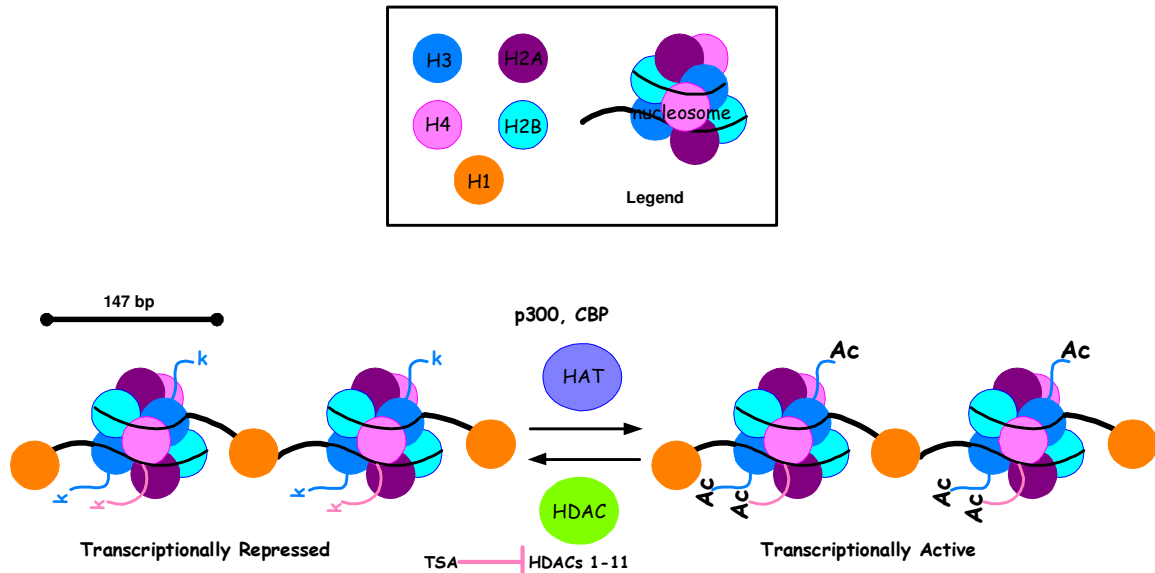 H3
H2A
H4
H2B
nucleosome
H1
Legend
147 bp
p300, CBP
k
k
HAT
Ac
Ac
k
k
k
k
HDAC
Ac
Ac
Ac
Ac
Transcriptionally Repressed
Transcriptionally Active
TSA
HDACs 1-11